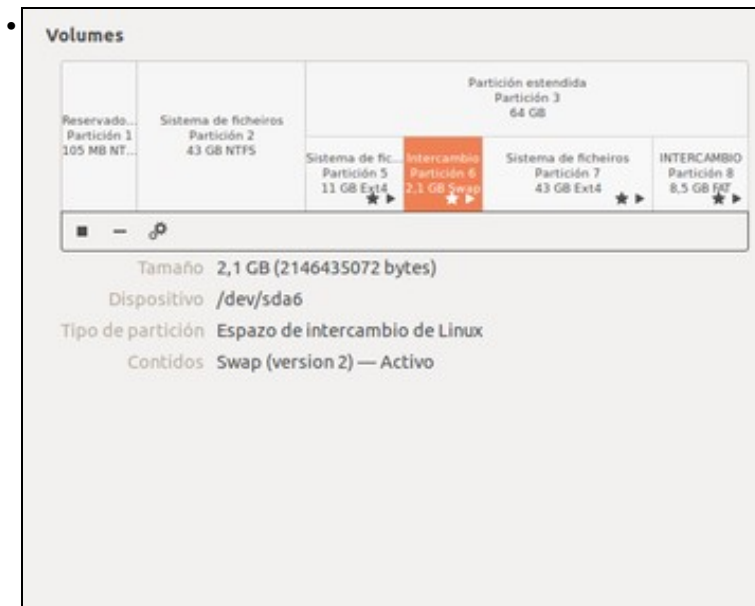 Volumes
Reservado...
Partición 1
105 MB NT...
Sistema de ficheiros
Partición 2
43 GB NTFS
Partición estendida
Partición 3
64 GB
Sistema de fic...
Partición 5
11 GB Ext4
Intercambio
Partición 6
2,1 GB Swap
Sistema de ficheiros
Partición 7
43 GB Ext4
INTERCAMBIO
Partición 8
8,5 GB FAT
Tamaño 2,1 GB (2146435072 bytes)
Dispositivo /dev/sda6
Tipo de partición Espazo de intercambio de Linux
Contidos Swap (version 2) — Activo